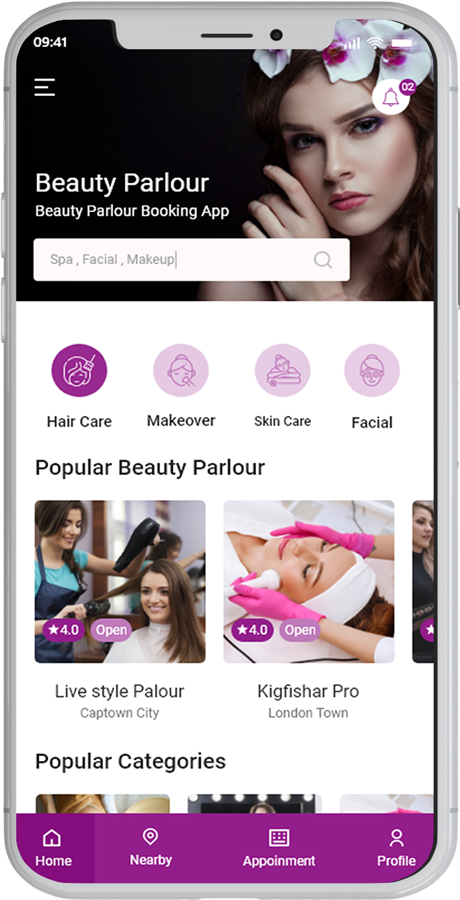 09:41
02
Beauty Parlour
Beauty Parlour Booking App
Spa , Facial , Makeup
Hair Care Makeover Skin Care Facial
Popular Beauty Parlour
4.0 Open 4.0 Open
Live style Palour Kigfishar Pro
Captown City London Town
Popular Categories
Home Nearby Appoinment Profile